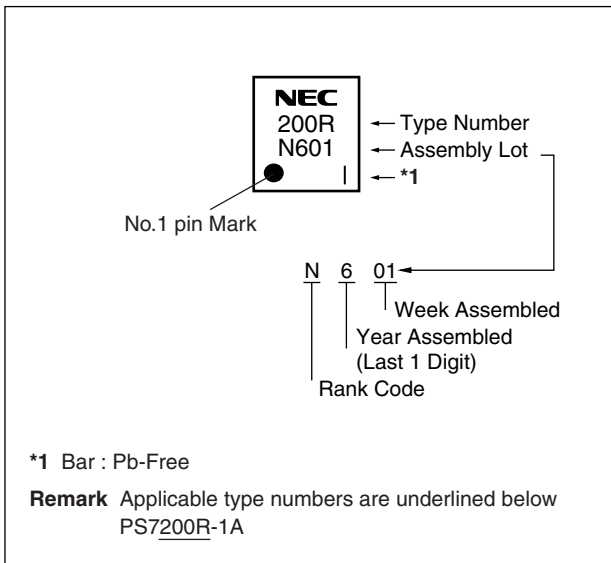 NEC
200R ← Type Number
N601 ← Assembly Lot
| ← *1
No.1 pin Mark
N 6 01
Week Assembled
Year Assembled
(Last 1 Digit)
Rank Code
*1 Bar : Pb-Free
Remark Applicable type numbers are underlined below
PS7200R-1A